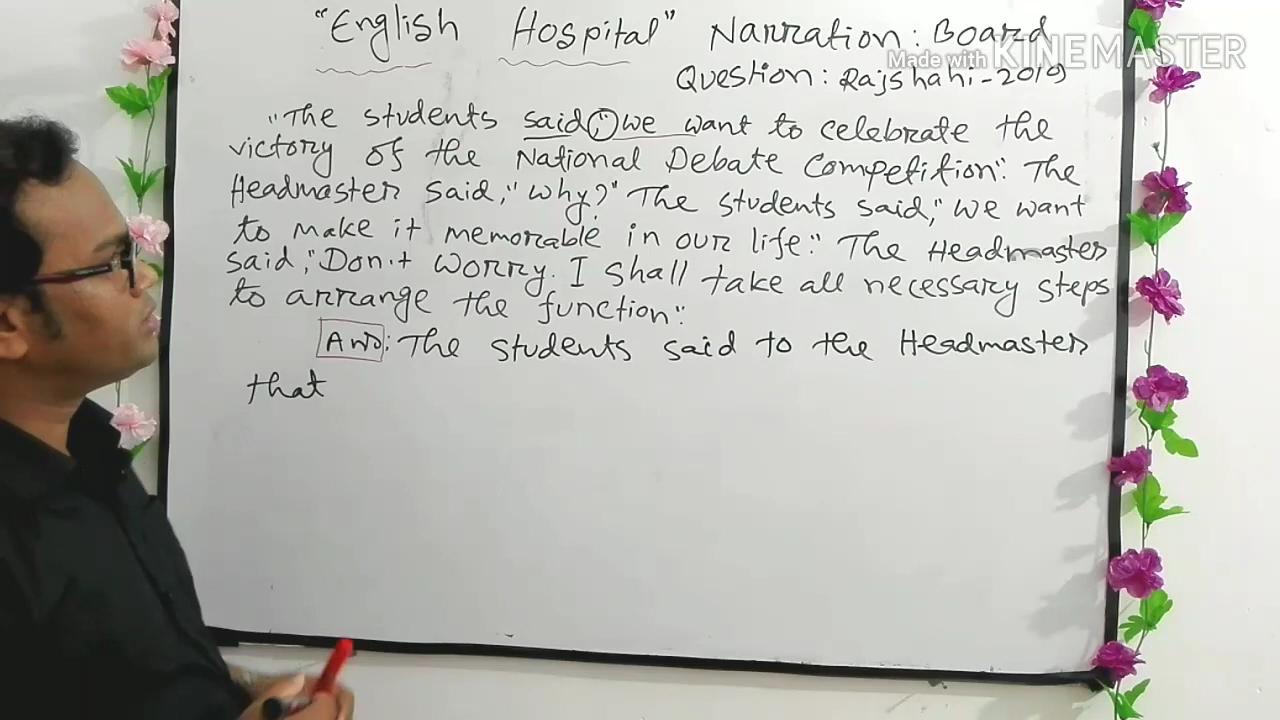 "English Hospital" Narration: Board
Made with KINEMASTER
Question: Rajshahi-2019
"The students said, "we want to celebrate the
victory of the National Debate Competition." The
Headmaster said, "Why?" The students said, "We want
to make it memorable in our life." The Headmaster
said, "Don't worry. I shall take all necessary steps
to arrange the function."
Ans: The students said to the Headmaster
that